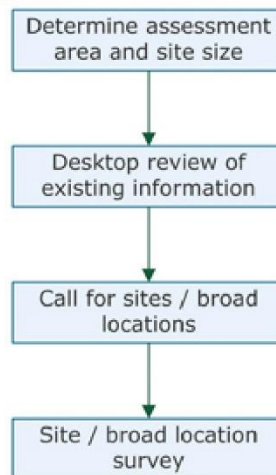 Determine assessment
area and site size
Desktop review of
existing information
Call for sites / broad
locations
Site / broad location
survey